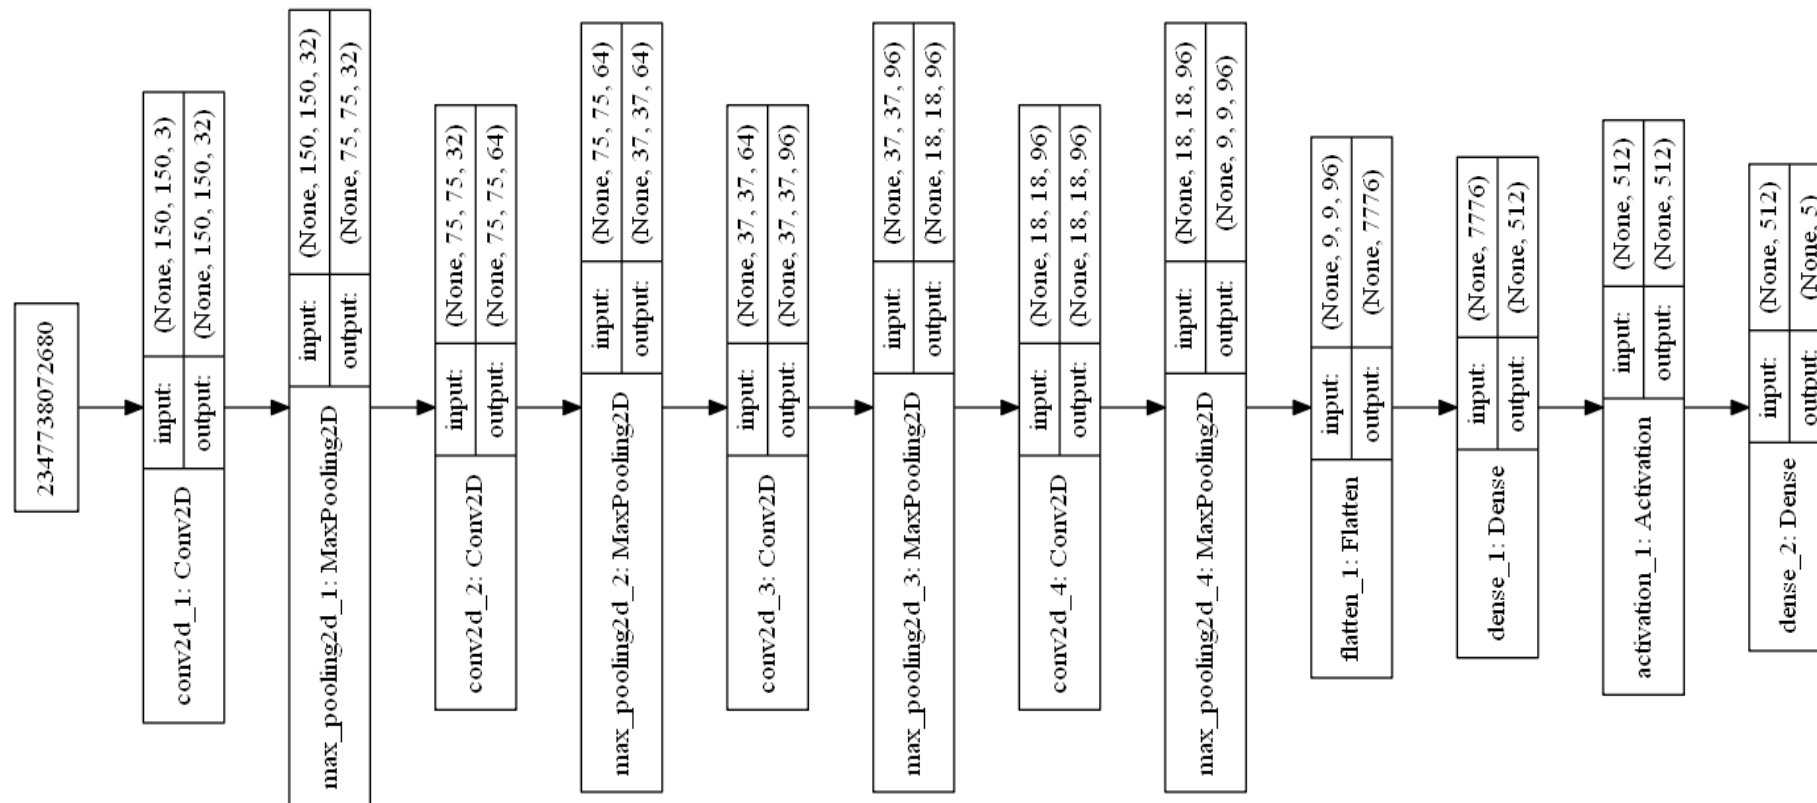 2347738072680
conv2d_1: Conv2D
input:
(None, 150, 150, 3)
output:
(None, 150, 150, 32)
max_pooling2d_1: MaxPooling2D
input:
(None, 150, 150, 32)
output:
(None, 75, 75, 32)
conv2d_2: Conv2D
input:
(None, 75, 75, 32)
output:
(None, 75, 75, 64)
max_pooling2d_2: MaxPooling2D
input:
(None, 75, 75, 64)
output:
(None, 37, 37, 64)
conv2d_3: Conv2D
input:
(None, 37, 37, 64)
output:
(None, 37, 37, 96)
max_pooling2d_3: MaxPooling2D
input:
(None, 37, 37, 96)
output:
(None, 18, 18, 96)
conv2d_4: Conv2D
input:
(None, 18, 18, 96)
output:
(None, 18, 18, 96)
max_pooling2d_4: MaxPooling2D
input:
(None, 18, 18, 96)
output:
(None, 9, 9, 96)
flatten_1: Flatten
input:
(None, 9, 9, 96)
output:
(None, 7776)
dense_1: Dense
input:
(None, 7776)
output:
(None, 512)
activation_1: Activation
input:
(None, 512)
output:
(None, 512)
dense_2: Dense
input:
(None, 512)
output:
(None, 5)